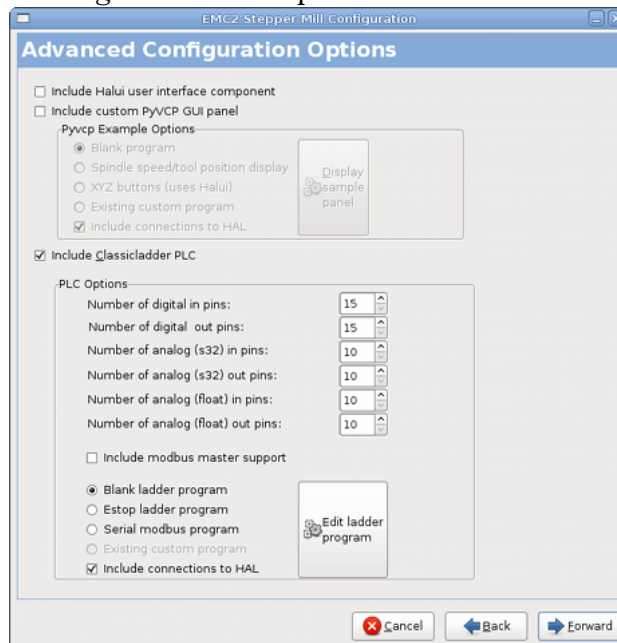 EMC2 Stepper Mill Configuration
Advanced Configuration Options
Include Halui user interface component
Include custom PyVCP GUI panel
Pyvcp Example Options
Blank program
Spindle speed/tool position display
XYZ buttons (uses Halui)
Existing custom program
Include connections to HAL
Display
sample
panel
Include Classicladder PLC
PLC Options
Number of digital in pins: 15
Number of digital out pins: 15
Number of analog (s32) in pins: 10
Number of analog (s32) out pins: 10
Number of analog (float) in pins: 10
Number of analog (float) out pins: 10
Include modbus master support
Blank ladder program
Estop ladder program
Serial modbus program
Existing custom program
Include connections to HAL
Edit ladder
program
Cancel Back Forward